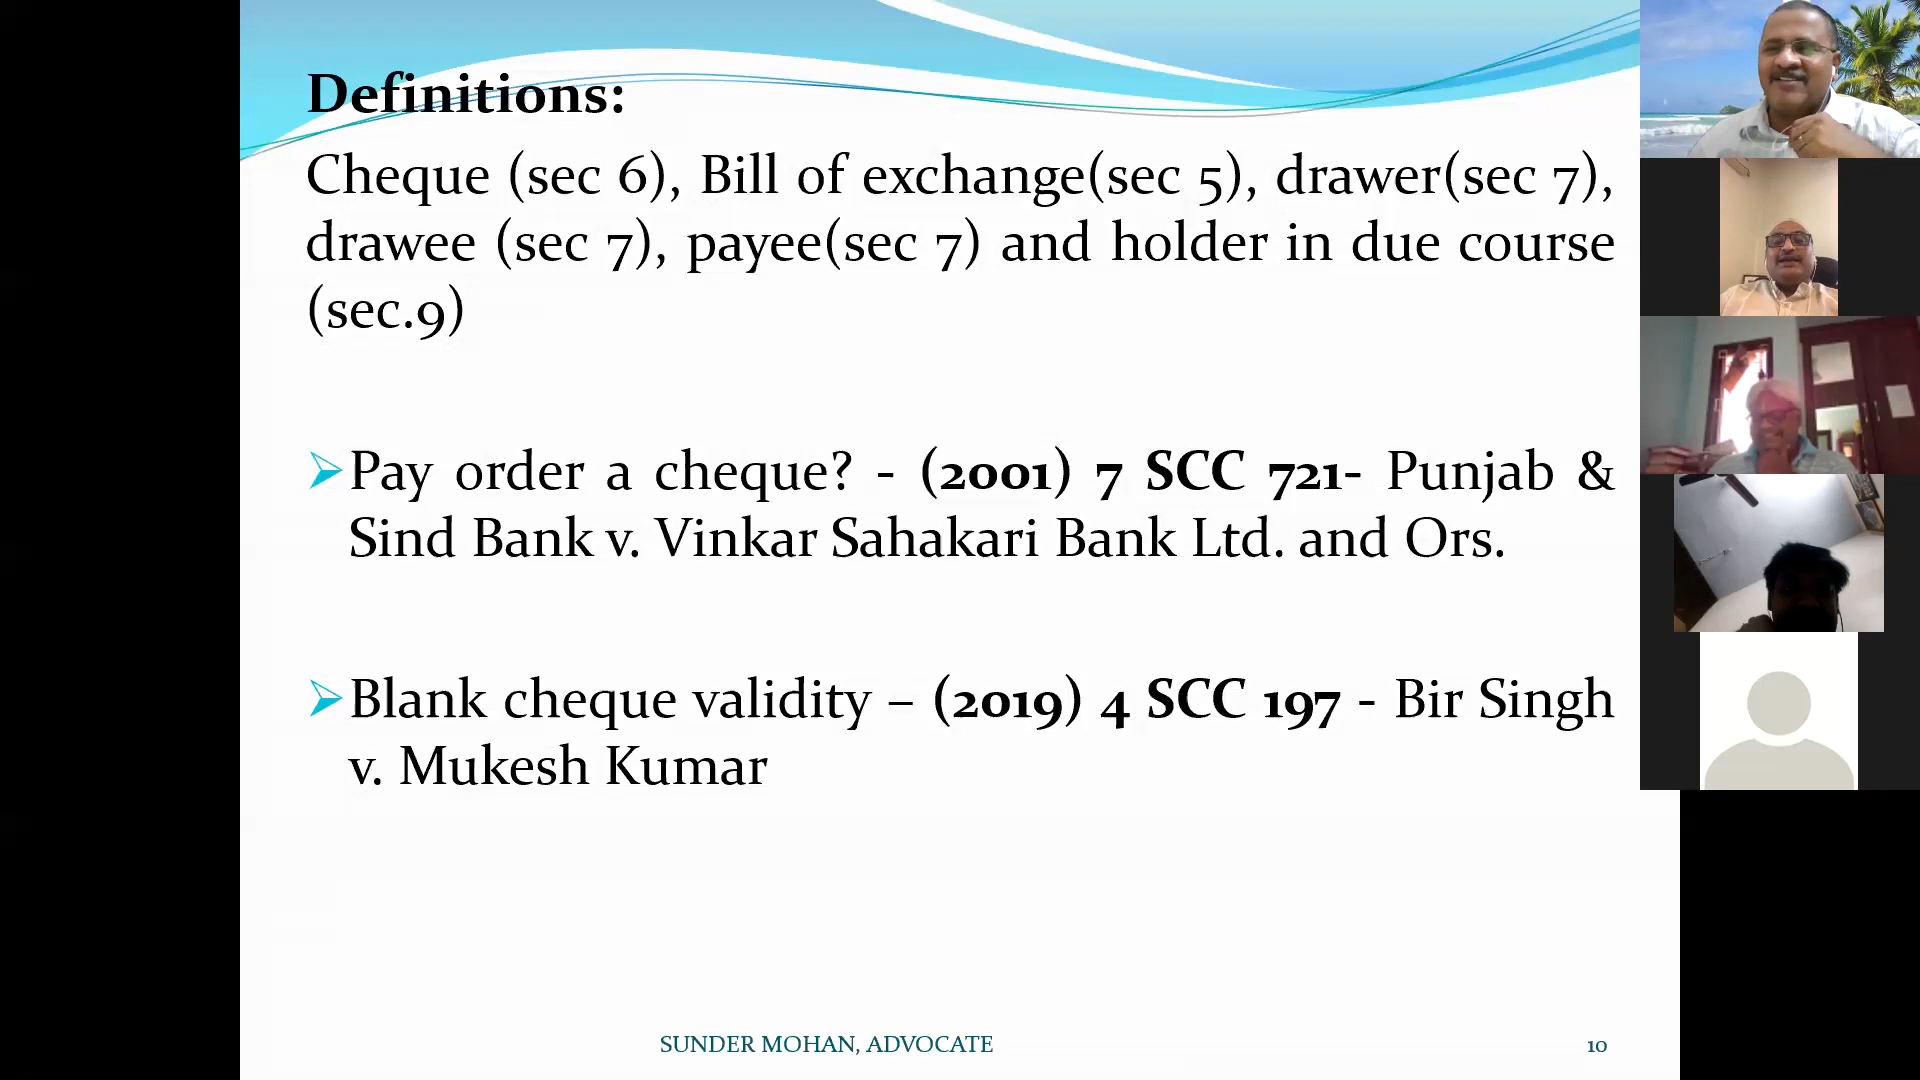 Definitions:
Cheque (sec 6), Bill of exchange(sec 5), drawer(sec 7),
drawee (sec 7), payee(sec 7) and holder in due course
(sec.9)
Pay order a cheque? - (2001) 7 SCC 721- Punjab &
Sind Bank v. Vinkar Sahakari Bank Ltd. and Ors.
Blank cheque validity – (2019) 4 SCC 197 - Bir Singh
v. Mukesh Kumar
SUNDER MOHAN, ADVOCATE
10